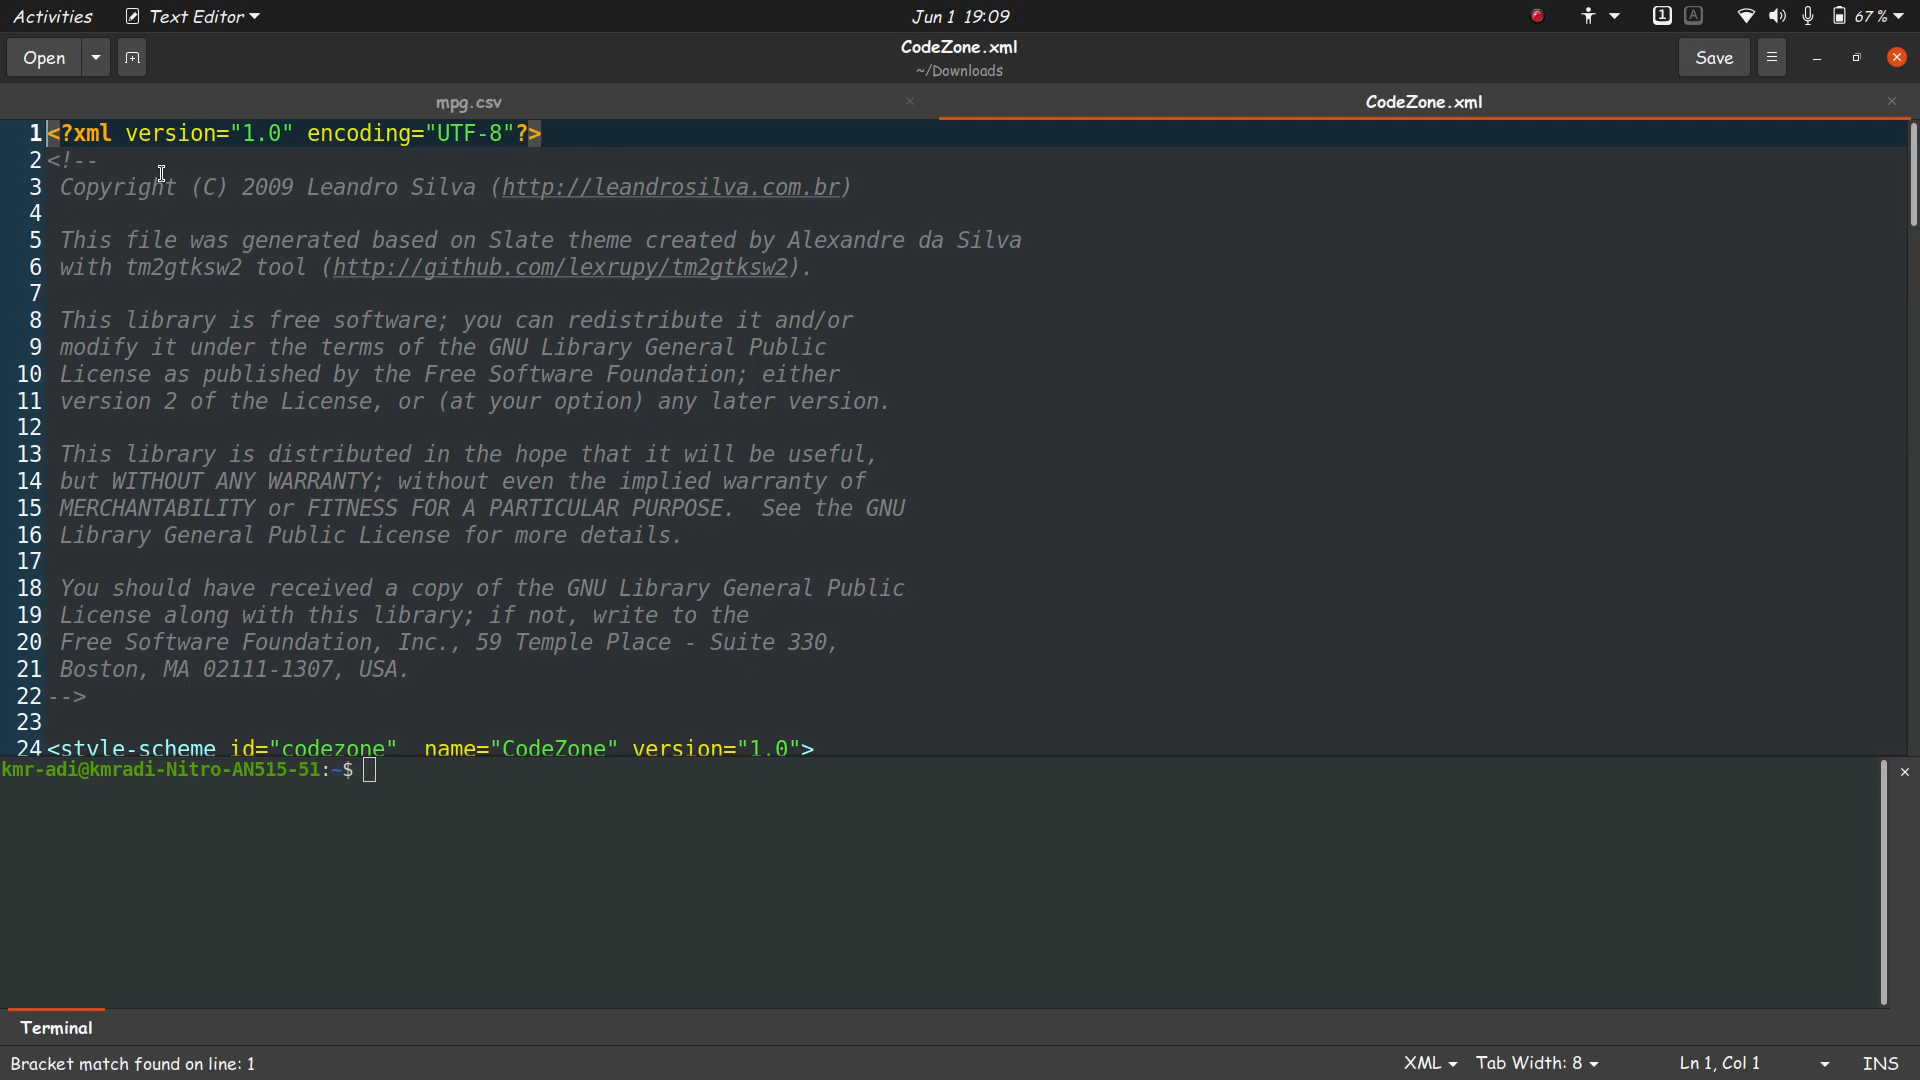 Activities Text Editor Jun 1 19:09 1 A 67%
Open CodeZone.xml Save
~/Downloads
mpg.csv CodeZone.xml
1 <?xml version="1.0" encoding="UTF-8"?>
2 <!--
3 Copyright (C) 2009 Leandro Silva (http://leandrosilva.com.br)
4
5 This file was generated based on Slate theme created by Alexandre da Silva
6 with tm2gtksw2 tool (http://github.com/lexrupy/tm2gtksw2).
7
8 This library is free software; you can redistribute it and/or
9 modify it under the terms of the GNU Library General Public
10 License as published by the Free Software Foundation; either
11 version 2 of the License, or (at your option) any later version.
12
13 This library is distributed in the hope that it will be useful,
14 but WITHOUT ANY WARRANTY; without even the implied warranty of
15 MERCHANTABILITY or FITNESS FOR A PARTICULAR PURPOSE.  See the GNU
16 Library General Public License for more details.
17
18 You should have received a copy of the GNU Library General Public
19 License along with this library; if not, write to the
20 Free Software Foundation, Inc., 59 Temple Place - Suite 330,
21 Boston, MA 02111-1307, USA.
22 -->
23
24 <style-scheme id="codezone"  name="CodeZone" version="1.0">
kmr-adi@kmradi-Nitro-AN515-51:~$
Terminal
Bracket match found on line: 1 XML Tab Width: 8 Ln 1, Col 1 INS